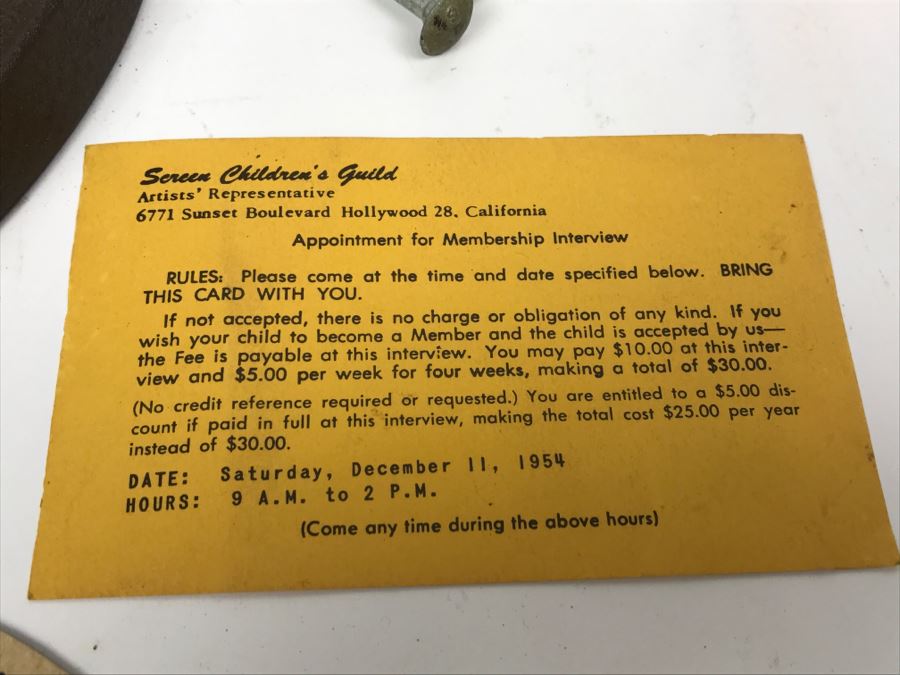 Screen Children's Guild
Artists' Representative
6771 Sunset Boulevard Hollywood 28, California
Appointment for Membership Interview
RULES: Please come at the time and date specified below. BRING
THIS CARD WITH YOU.
If not accepted, there is no charge or obligation of any kind. If you
wish your child to become a Member and the child is accepted by us—
the Fee is payable at this interview. You may pay $10.00 at this inter-
view and $5.00 per week for four weeks, making a total of $30.00.
(No credit reference required or requested.) You are entitled to a $5.00 dis-
count if paid in full at this interview, making the total cost $25.00 per year
instead of $30.00.
DATE: Saturday, December 11, 1954
HOURS: 9 A.M. to 2 P.M.
(Come any time during the above hours)